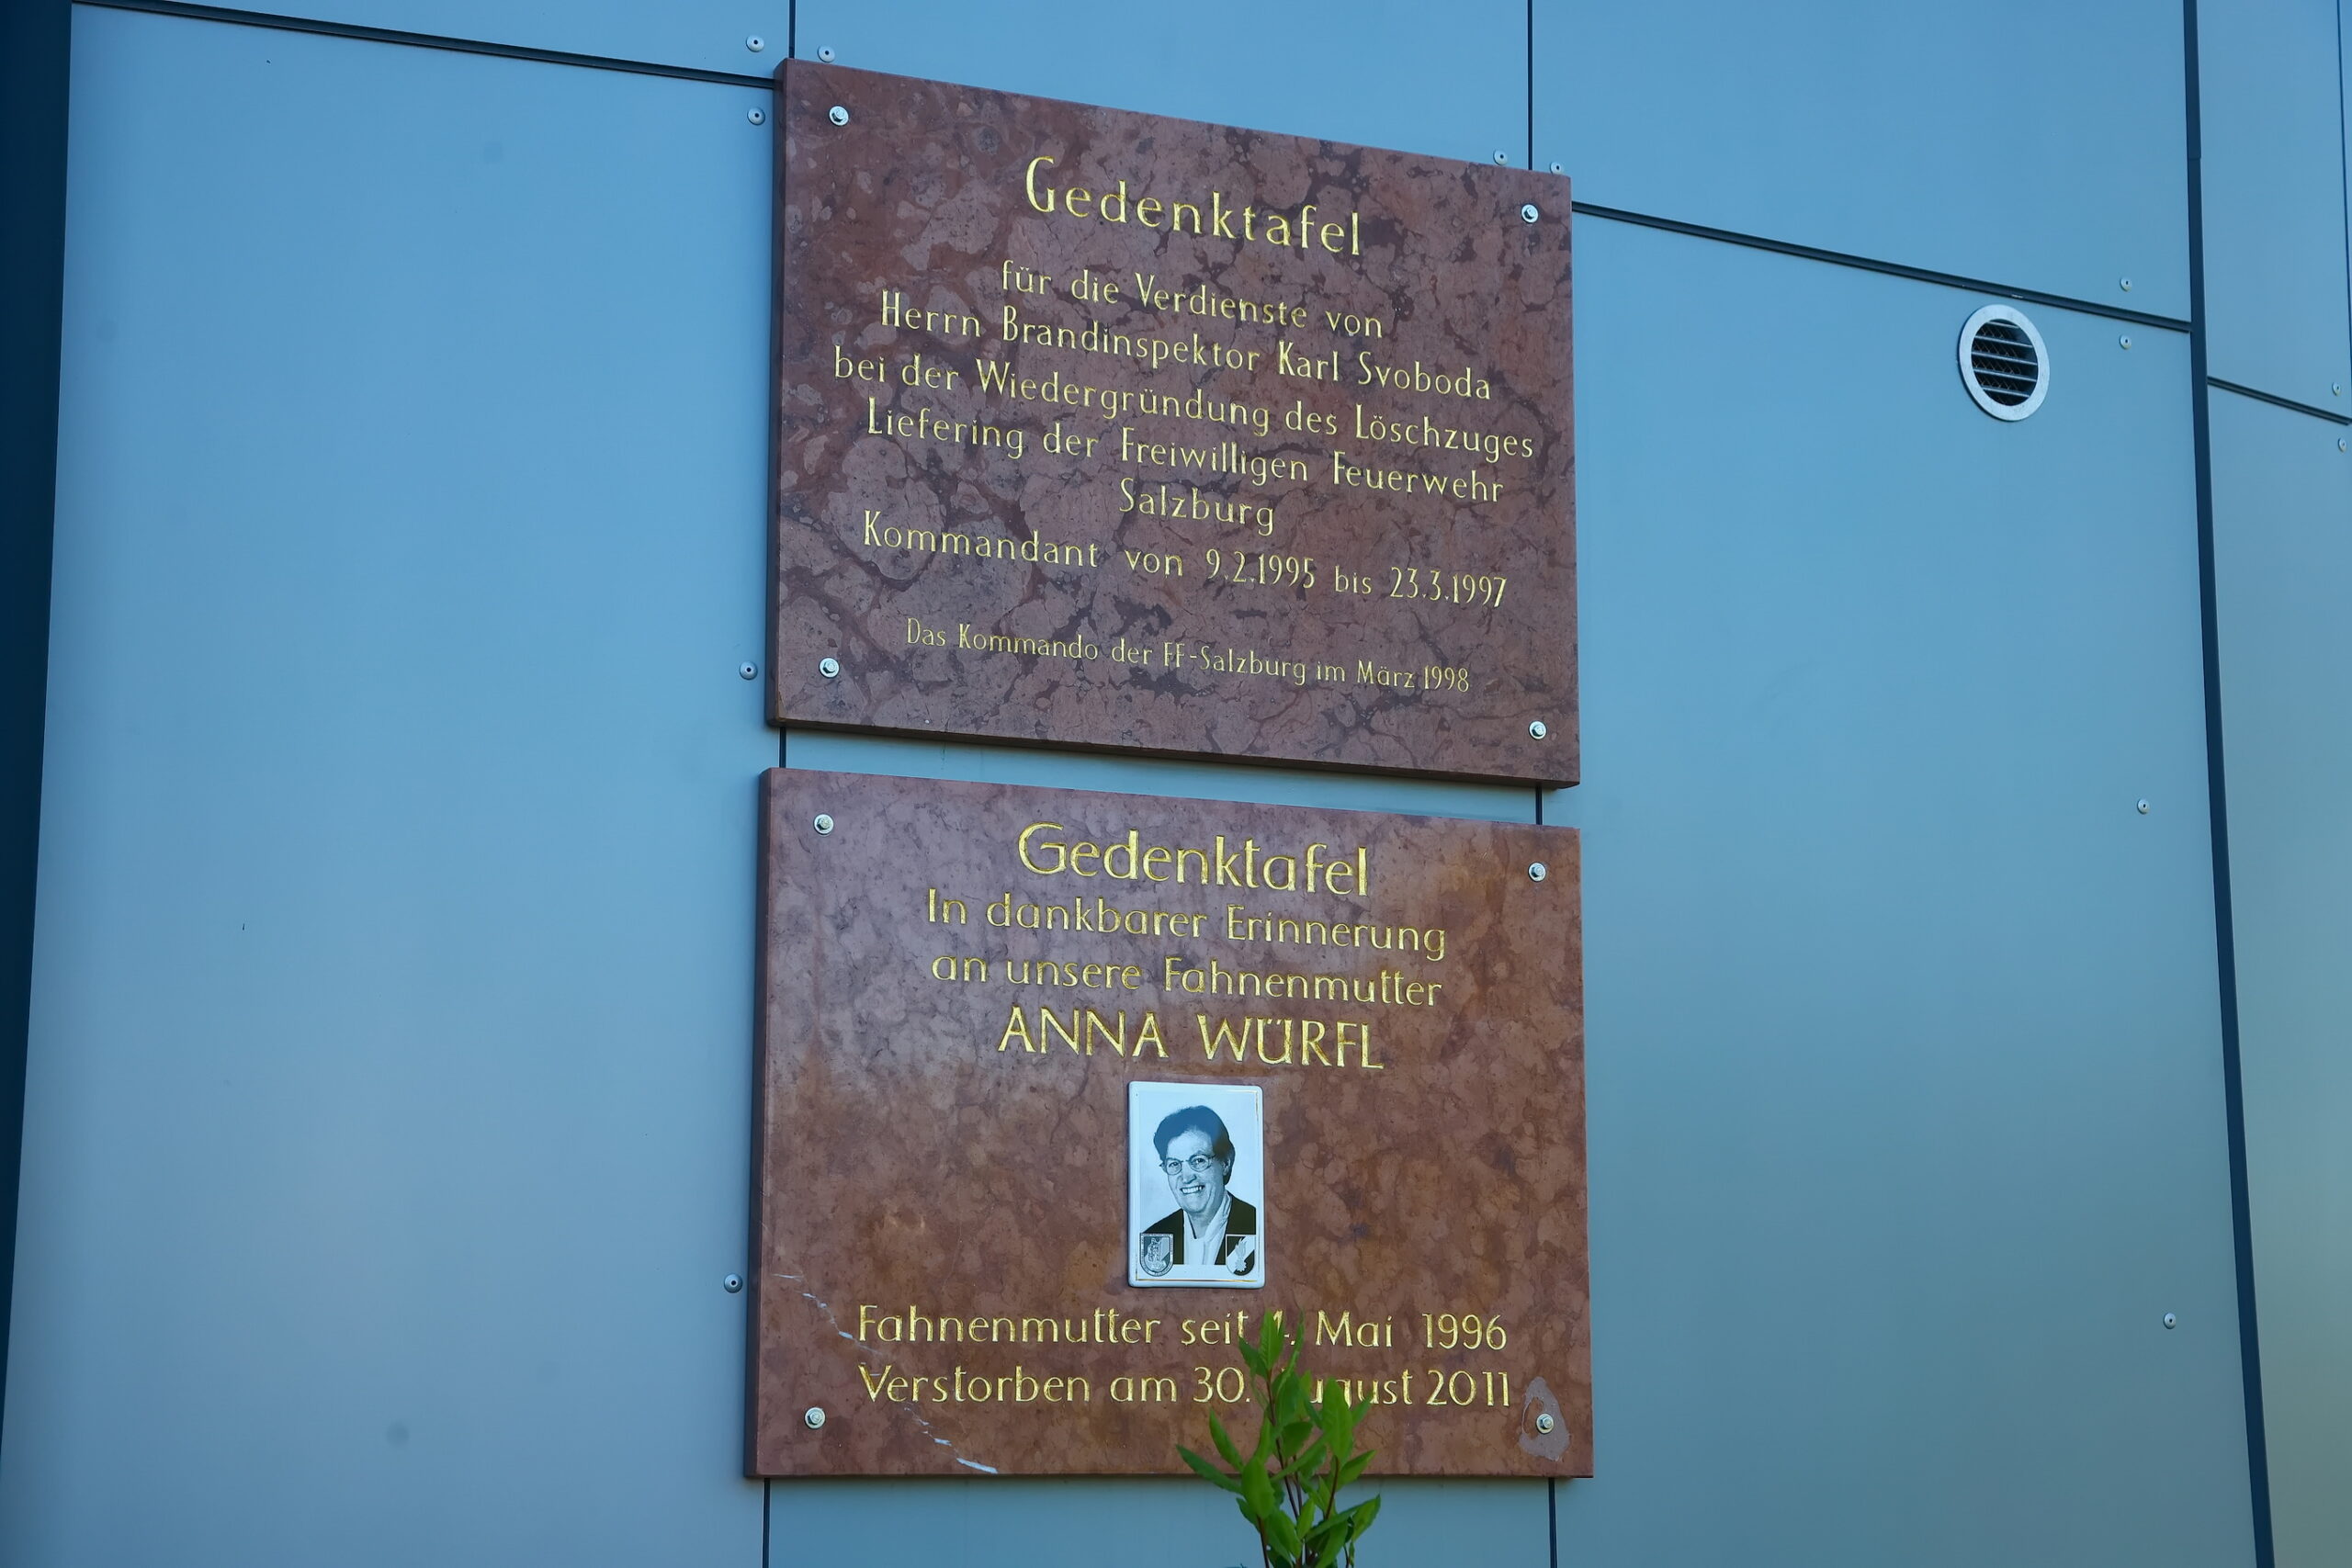 Gedenktafel
für die Verdienste von
Herrn Brandinspektor Karl Svoboda
bei der Wiedergründung des Löschzuges
Liefering der Freiwilligen Feuerwehr
Salzburg
Kommandant von 9.2.1995 bis 23.3.1997
Das Kommando der FF-Salzburg im März 1998
Gedenktafel
In dankbarer Erinnerung
an unsere Fahnenmutter
ANNA WÜRFL
Fahnenmutter seit Mai 1996
Verstorben am 30. August 2011